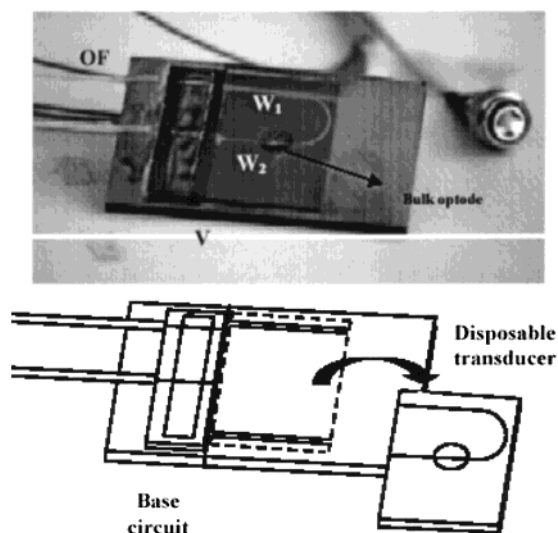 OF
W₁
W₂
Bulk optode
V
Disposable
transducer
Base
circuit